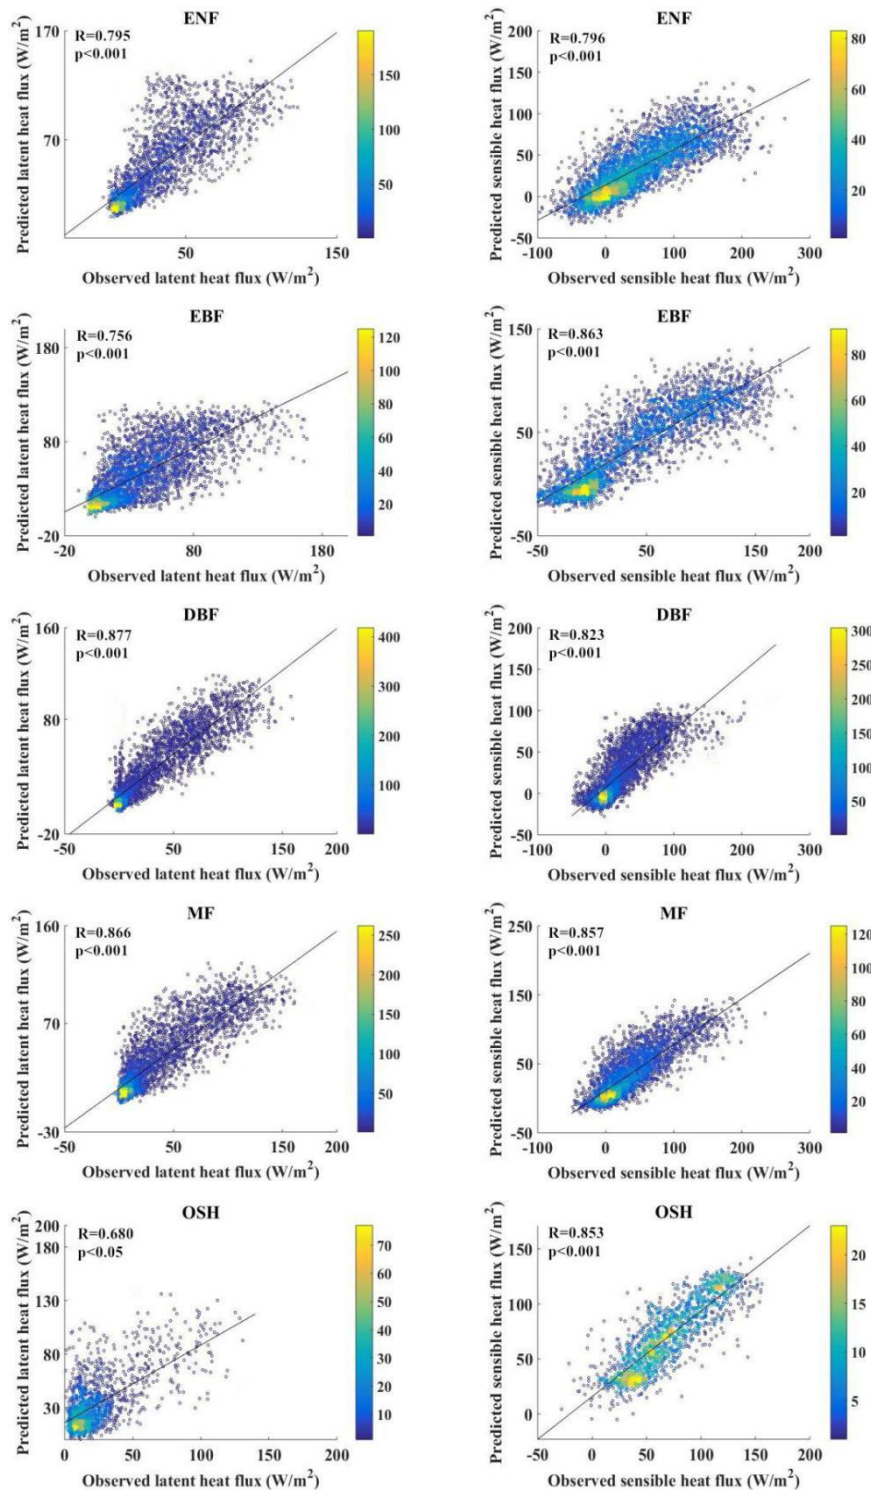 ENF
Predicted latent heat flux (W/m²)
170
70
R=0.795
p<0.001
150
100
50
50
150
Observed latent heat flux (W/m²)
ENF
Predicted sensible heat flux (W/m²)
200
150
100
50
0
-50
R=0.796
p<0.001
80
60
40
20
-100
0
100
200
300
Observed sensible heat flux (W/m²)
EBF
Predicted latent heat flux (W/m²)
180
80
-20
R=0.756
p<0.001
120
100
80
60
40
20
-20
80
180
Observed latent heat flux (W/m²)
EBF
Predicted sensible heat flux (W/m²)
150
50
-50
R=0.863
p<0.001
80
60
40
20
-50
0
50
100
150
200
Observed sensible heat flux (W/m²)
DBF
Predicted latent heat flux (W/m²)
160
80
-20
R=0.877
p<0.001
400
300
200
100
-50
50
100
150
200
Observed latent heat flux (W/m²)
DBF
Predicted sensible heat flux (W/m²)
200
150
100
50
0
-50
R=0.823
p<0.001
300
250
200
150
100
50
-100
0
100
200
300
Observed sensible heat flux (W/m²)
MF
Predicted latent heat flux (W/m²)
160
70
-30
R=0.866
p<0.001
250
200
150
100
50
-50
50
100
150
200
Observed latent heat flux (W/m²)
MF
Predicted sensible heat flux (W/m²)
250
150
50
-50
R=0.857
p<0.001
120
100
80
60
40
20
-100
0
100
200
300
Observed sensible heat flux (W/m²)
OSH
Predicted latent heat flux (W/m²)
200
180
130
80
30
R=0.680
p<0.05
70
60
50
40
30
20
10
0
50
100
150
200
Observed latent heat flux (W/m²)
OSH
Predicted sensible heat flux (W/m²)
150
100
50
0
R=0.853
p<0.001
20
15
10
5
-50
0
50
100
150
200
Observed sensible heat flux (W/m²)